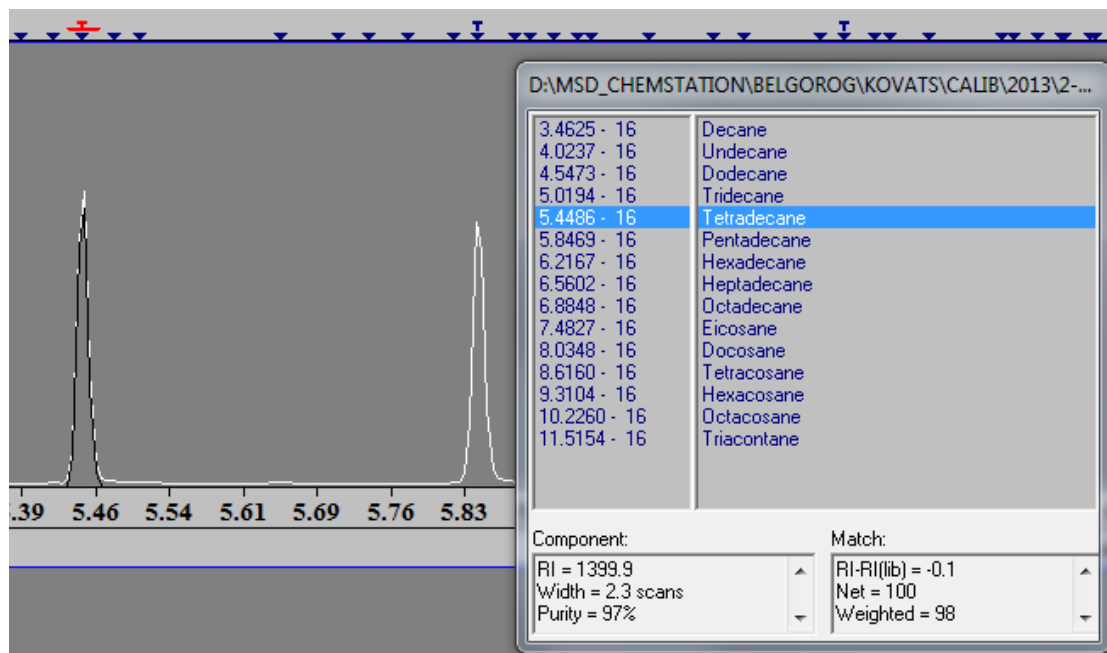 T T T
D:\MSD_CHEMSTATION\BELGOROG\KOVATS\CALIB\2013\2-...
3.4625 - 16 Decane
4.0237 - 16 Undecane
4.5473 - 16 Dodecane
5.0194 - 16 Tridecane
5.4486 - 16 Tetradecane
5.8469 - 16 Pentadecane
6.2167 - 16 Hexadecane
6.5602 - 16 Heptadecane
6.8848 - 16 Octadecane
7.4827 - 16 Eicosane
8.0348 - 16 Docosane
8.6160 - 16 Tetracosane
9.3104 - 16 Hexacosane
10.2260 - 16 Octacosane
11.5154 - 16 Triacontane
.39 5.46 5.54 5.61 5.69 5.76 5.83
Component: Match:
RI = 1399.9 RI-RI(lib) = -0.1
Width = 2.3 scans Net = 100
Purity = 97% Weighted = 98